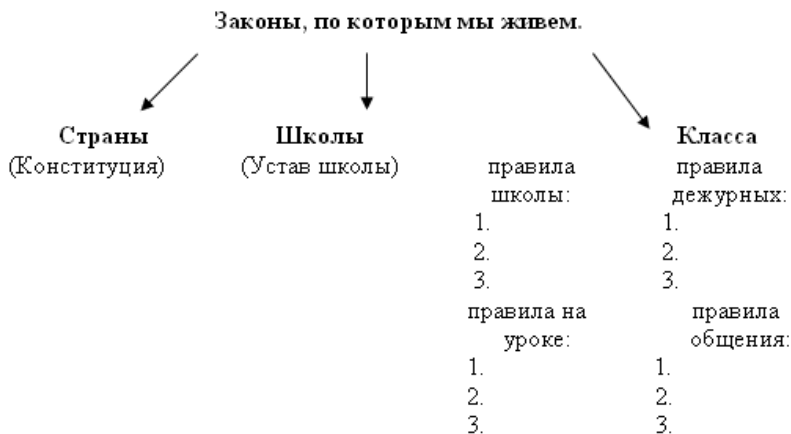 Законы, по которым мы живем.
Страны Школы Класса
(Конституция) (Устав школы) правила правила
школы: дежурных:
1. 1.
2. 2.
3. 3.
правила на правила
уроке: общения:
1. 1.
2. 2.
3. 3.